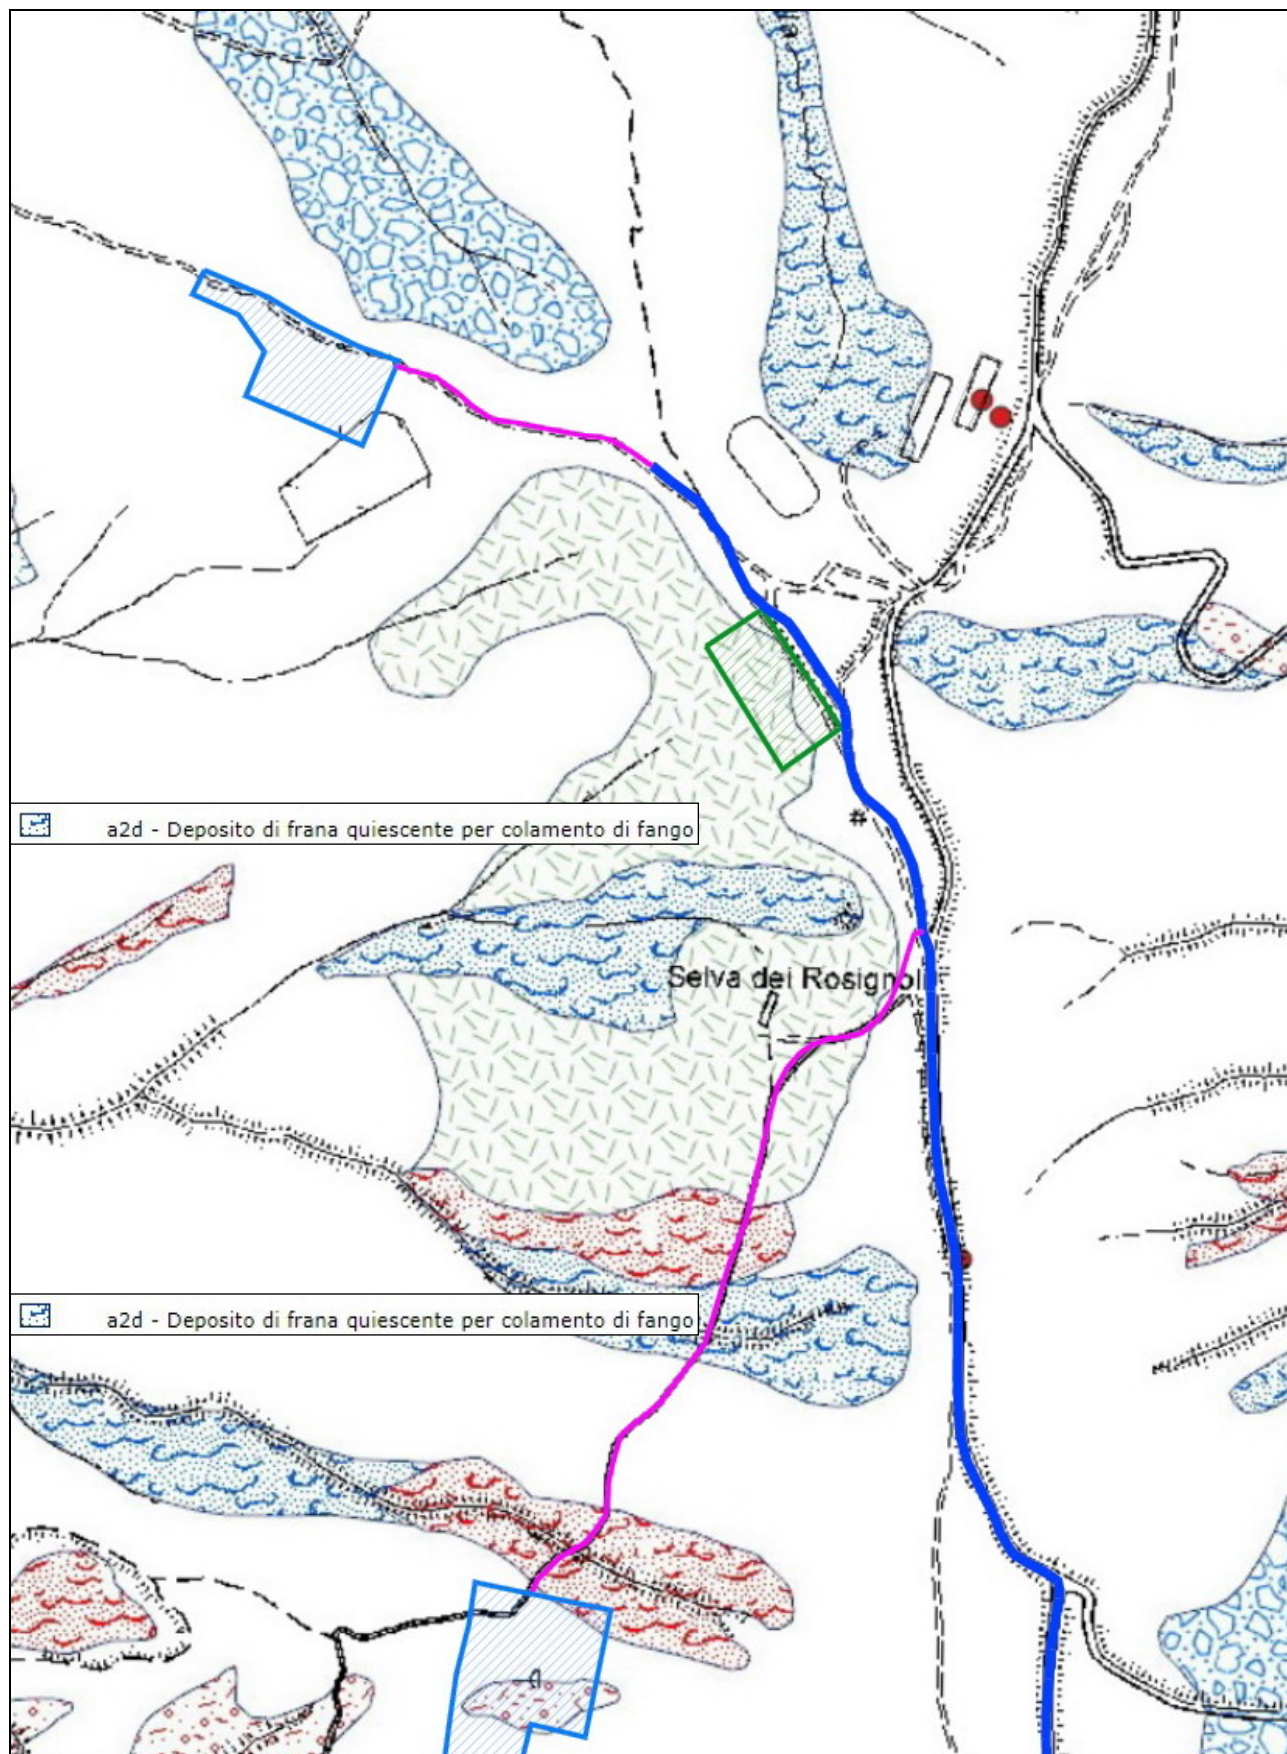 a2d - Deposito di frana quiescente per colamento di fango
Selva dei Rosignoli
a2d - Deposito di frana quiescente per colamento di fango